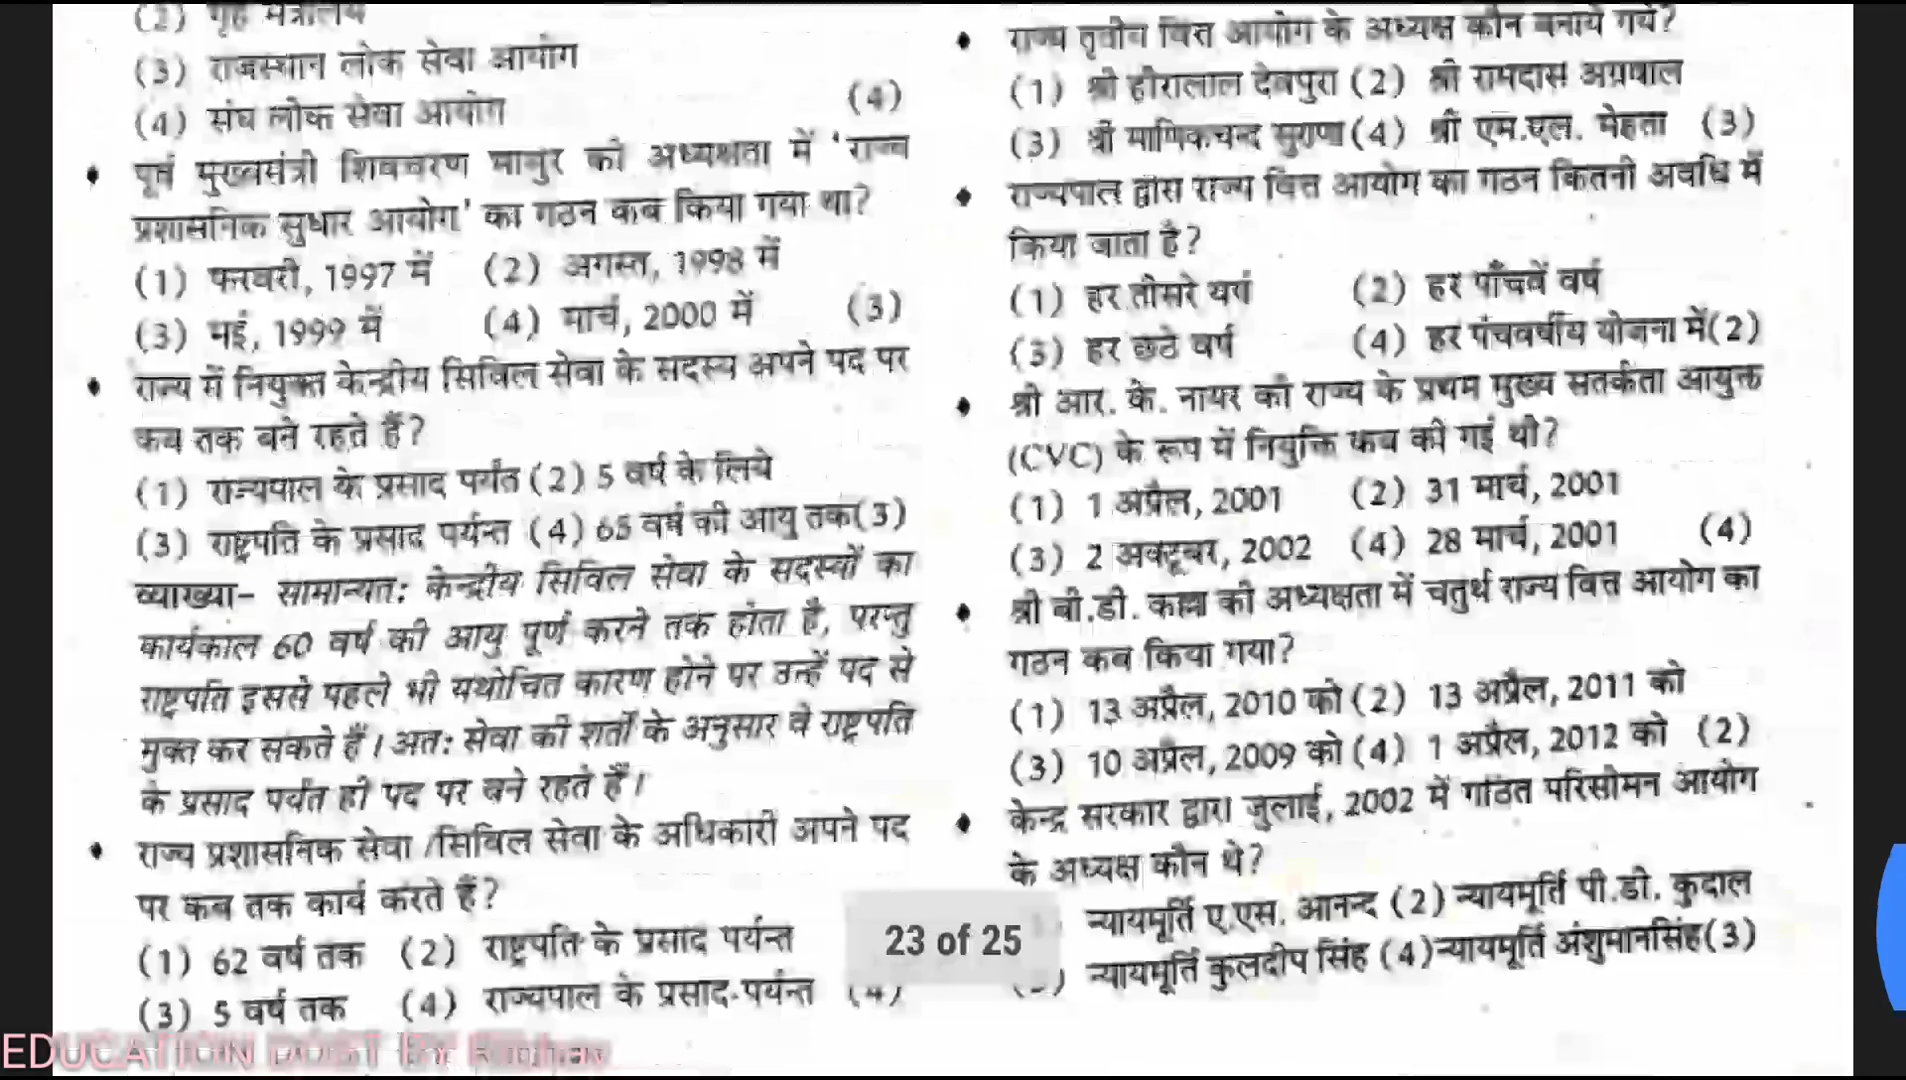 (2) गृह मंत्रालय
(3) राजस्थान लोक सेवा आयोग
(4) संघ लोक सेवा आयोग (4)
• पूर्व मुख्यमंत्री शिवचरण माथुर की अध्यक्षता में 'राज्य
प्रशासनिक सुधार आयोग' का गठन कब किया गया था?
(1) फरवरी, 1997 में (2) अगस्त, 1998 में
(3) मई, 1999 में (4) मार्च, 2000 में (3)
• राज्य में नियुक्त केन्द्रीय सिविल सेवा के सदस्य अपने पद पर
कब तक बने रहते हैं?
(1) राज्यपाल के प्रसाद पर्यंत (2) 5 वर्ष के लिये
(3) राष्ट्रपति के प्रसाद पर्यन्त (4) 65 वर्ष की आयु तक(3)
व्याख्या- सामान्यत: केन्द्रीय सिविल सेवा के सदस्यों का
कार्यकाल 60 वर्ष की आयु पूर्ण करने तक होता है, परन्तु
राष्ट्रपति इससे पहले भी यथोचित कारण होने पर उन्हें पद से
मुक्त कर सकते हैं। अत: सेवा की शर्तों के अनुसार वे राष्ट्रपति
के प्रसाद पर्यंत ही पद पर बने रहते हैं।
• राज्य प्रशासनिक सेवा /सिविल सेवा के अधिकारी अपने पद
पर कब तक कार्य करते हैं?
(1) 62 वर्ष तक (2) राष्ट्रपति के प्रसाद पर्यन्त
(3) 5 वर्ष तक (4) राज्यपाल के प्रसाद-पर्यन्त (4)
• राज्य तृतीय वित्त आयोग के अध्यक्ष कौन बनाये गये?
(1) श्री हीरालाल देवपुरा (2) श्री रामदास अग्रवाल
(3) श्री माणिकचन्द सुराणा (4) श्री एम.एल. मेहता (3)
• राज्यपाल द्वारा राज्य वित्त आयोग का गठन कितनी अवधि में
किया जाता है?
(1) हर तीसरे वर्ष (2) हर पाँचवें वर्ष
(3) हर छठे वर्ष (4) हर पंचवर्षीय योजना में(2)
• श्री आर. के. नायर की राज्य के प्रथम मुख्य सतर्कता आयुक्त
(CVC) के रूप में नियुक्ति कब की गई थी?
(1) 1 अप्रैल, 2001 (2) 31 मार्च, 2001
(3) 2 अक्टूबर, 2002 (4) 28 मार्च, 2001 (4)
• श्री बी.डी. कल्ला की अध्यक्षता में चतुर्थ राज्य वित्त आयोग का
गठन कब किया गया?
(1) 13 अप्रैल, 2010 को (2) 13 अप्रैल, 2011 को
(3) 10 अप्रैल, 2009 को (4) 1 अप्रैल, 2012 को (2)
• केन्द्र सरकार द्वारा जुलाई, 2002 में गठित परिसीमन आयोग
के अध्यक्ष कौन थे?
न्यायमूर्ति ए.एस. आनन्द (2) न्यायमूर्ति पी.डी. कुदाल
न्यायमूर्ति कुलदीप सिंह (4)न्यायमूर्ति अंशुमानसिंह(3)
23 of 25
EDUCATION POST BY